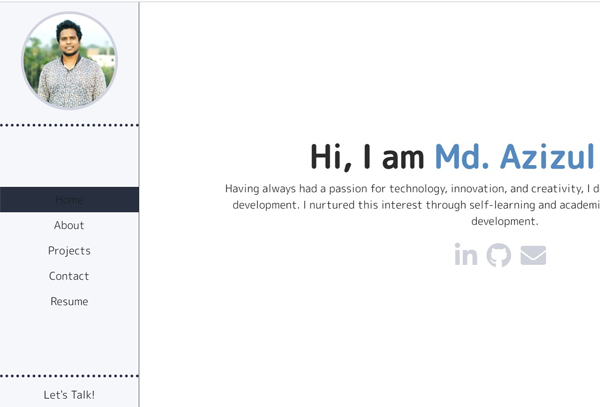 Home
About
Projects
Contact
Resume
Let's Talk!
Hi, I am Md. Azizul
Having always had a passion for technology, innovation, and creativity, I
development. I nurtured this interest through self-learning and
development.